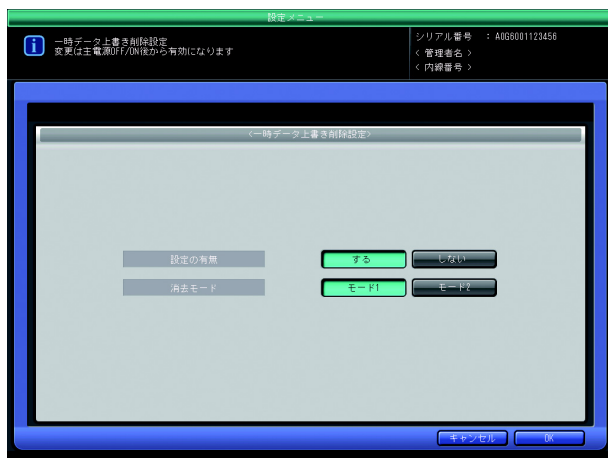 設定メニュー
一時データ上書き削除設定
変更は主電源OFF/ON後から有効になります
シリアル番号 : A0G6001123456
< 管理者名 >
< 内線番号 >
<一時データ上書き削除設定>
設定の有無 する しない
消去モード モード1 モード2
キャンセル OK